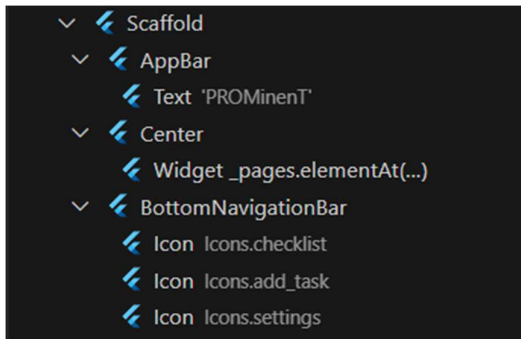 Scaffold
AppBar
Text 'PROMinenT'
Center
Widget _pages.elementAt(...)
BottomNavigationBar
Icon Icons.checklist
Icon Icons.add_task
Icon Icons.settings